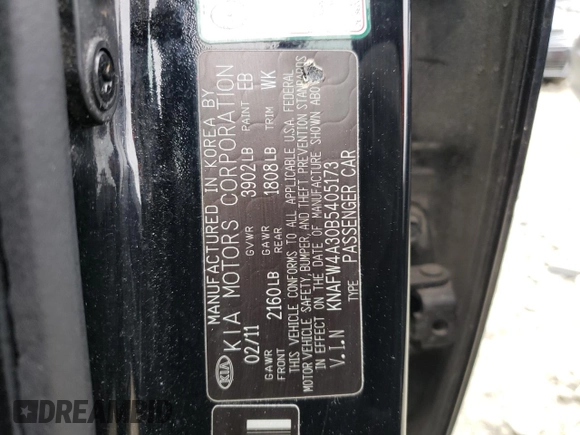 MANUFACTURED IN KOREA BY
KIA KIA MOTORS CORPORATION
02/11 GVWR 3902LB PAINT EB
GAWR FRONT 2160LB GAWR REAR 1808LB TRIM WK
THIS VEHICLE CONFORMS TO ALL APPLICABLE U.S.A. FEDERAL
MOTOR VEHICLE SAFETY, BUMPER, AND THEFT PREVENTION STANDARDS
IN EFFECT ON THE DATE OF MANUFACTURE SHOWN ABOVE
V.I.N KNAFW4A30B5405173
TYPE PASSENGER CAR
DREAMBID